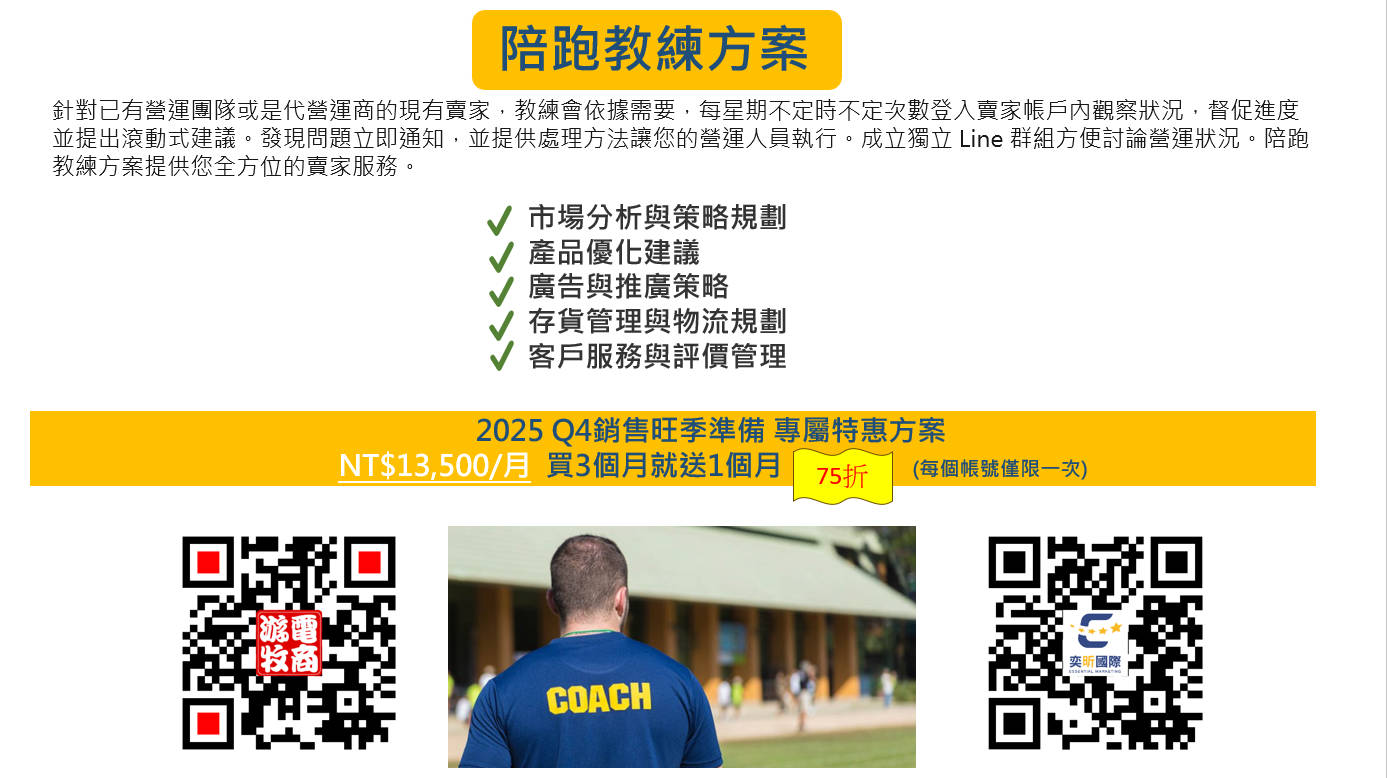 陪跑教練方案
針對已有營運團隊或是代營運商的現有賣家，教練會依據需要，每星期不定時不定次數登入賣家帳戶內觀察狀況，督促進度
並提出滾動式建議。發現問題立即通知，並提供處理方法讓您的營運人員執行。成立獨立 Line 群組方便討論營運狀況。陪跑
教練方案提供您全方位的賣家服務。
市場分析與策略規劃
產品優化建議
廣告與推廣策略
存貨管理與物流規劃
客戶服務與評價管理
2025 Q4銷售旺季準備 專屬特惠方案
NT$13,500/月 買3個月就送1個月 75折 (每個帳號僅限一次)
游電
牧商
COACH
奕昕國際
ESSENTIAL MARKETING